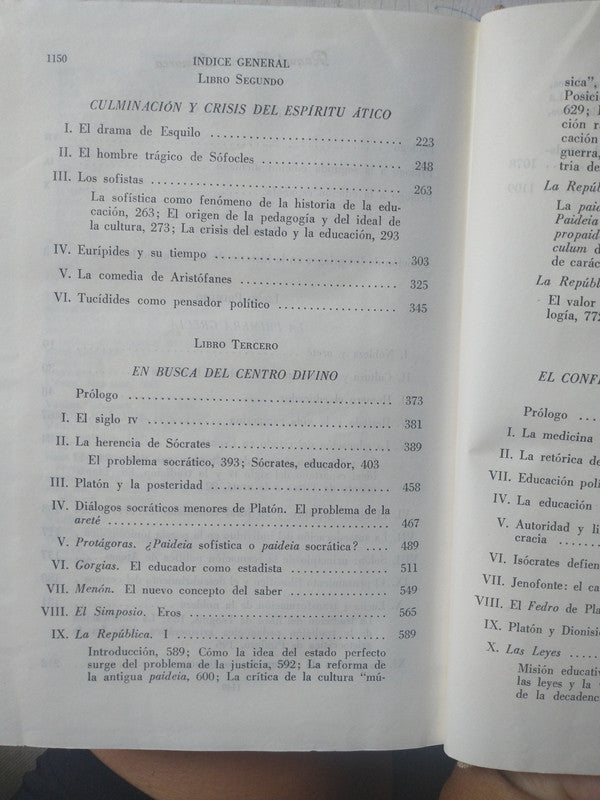 1150
INDICE GENERAL
LIBRO SEGUNDO
CULMINACIÓN Y CRISIS DEL ESPÍRITU ÁTICO
I. El drama de Esquilo 223
II. El hombre trágico de Sófocles 248
III. Los sofistas 263
La sofística como fenómeno de la historia de la edu-
cación, 263; El origen de la pedagogía y del ideal de
la cultura, 273; La crisis del estado y la educación, 293
IV. Eurípides y su tiempo 303
V. La comedia de Aristófanes 325
VI. Tucídides como pensador político 345
LIBRO TERCERO
EN BUSCA DEL CENTRO DIVINO
Prólogo 373
I. El siglo IV 381
II. La herencia de Sócrates 389
El problema socrático, 393; Sócrates, educador, 403
III. Platón y la posteridad 458
IV. Diálogos socráticos menores de Platón. El problema de la
areté 467
V. Protágoras. ¿Paideia sofística o paideia socrática? .... 489
VI. Gorgias. El educador como estadista 511
VII. Menón. El nuevo concepto del saber 549
VIII. El Simposio. Eros 565
IX. La República. I 589
Introducción, 589; Cómo la idea del estado perfecto
surge del problema de la justicia, 592; La reforma de
la antigua paideia, 600; La crítica de la cultura "mú-
sica",
Posici
629;
ción r
cación
guerra,
tría de
La Repúl
La paid
Paideia
propaid
culum d
de carác
La Repúbl
El valor
logía, 772
EL CONF
Prólogo ...
I. La medicina
II. La retórica de
VII. Educación polí
IV. La educación
V. Autoridad y li
cracia
VI. Isócrates defien
VII. Jenofonte: el ca
VIII. El Fedro de Pla
IX. Platón y Dionisi
X. Las Leyes
Misión educativ
las leyes y la
de la decadenc